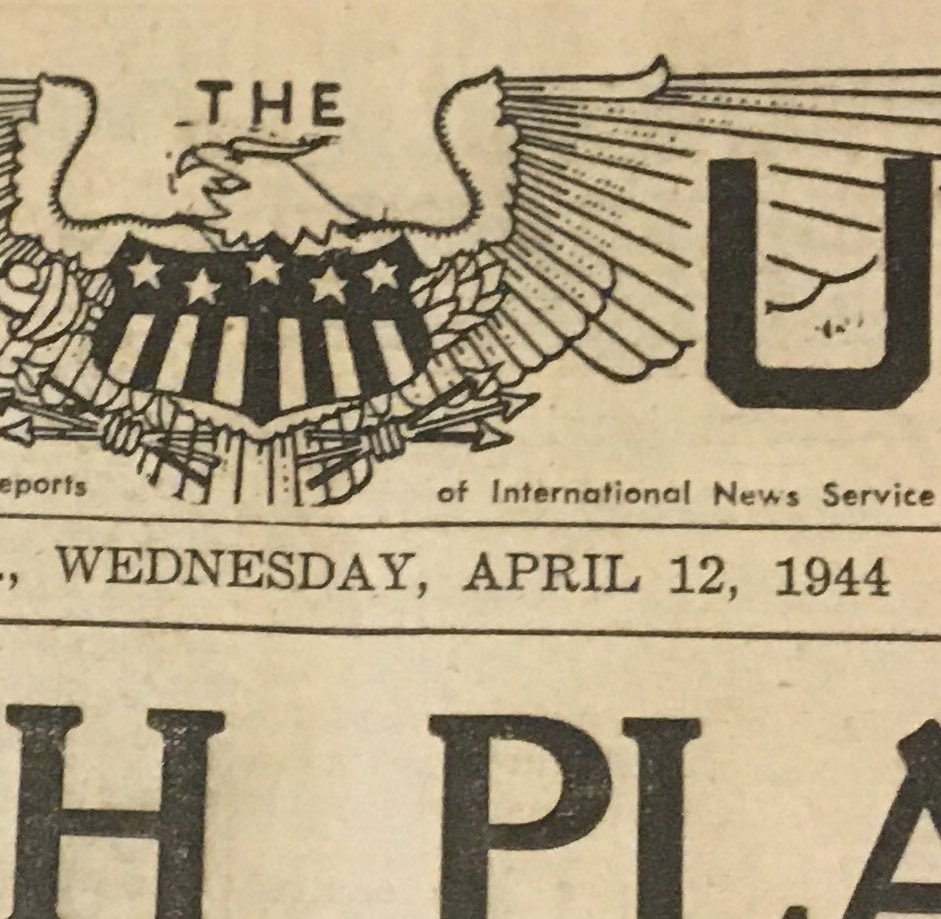 THE
U
eports of International News Service
., WEDNESDAY, APRIL 12, 1944
H PLA